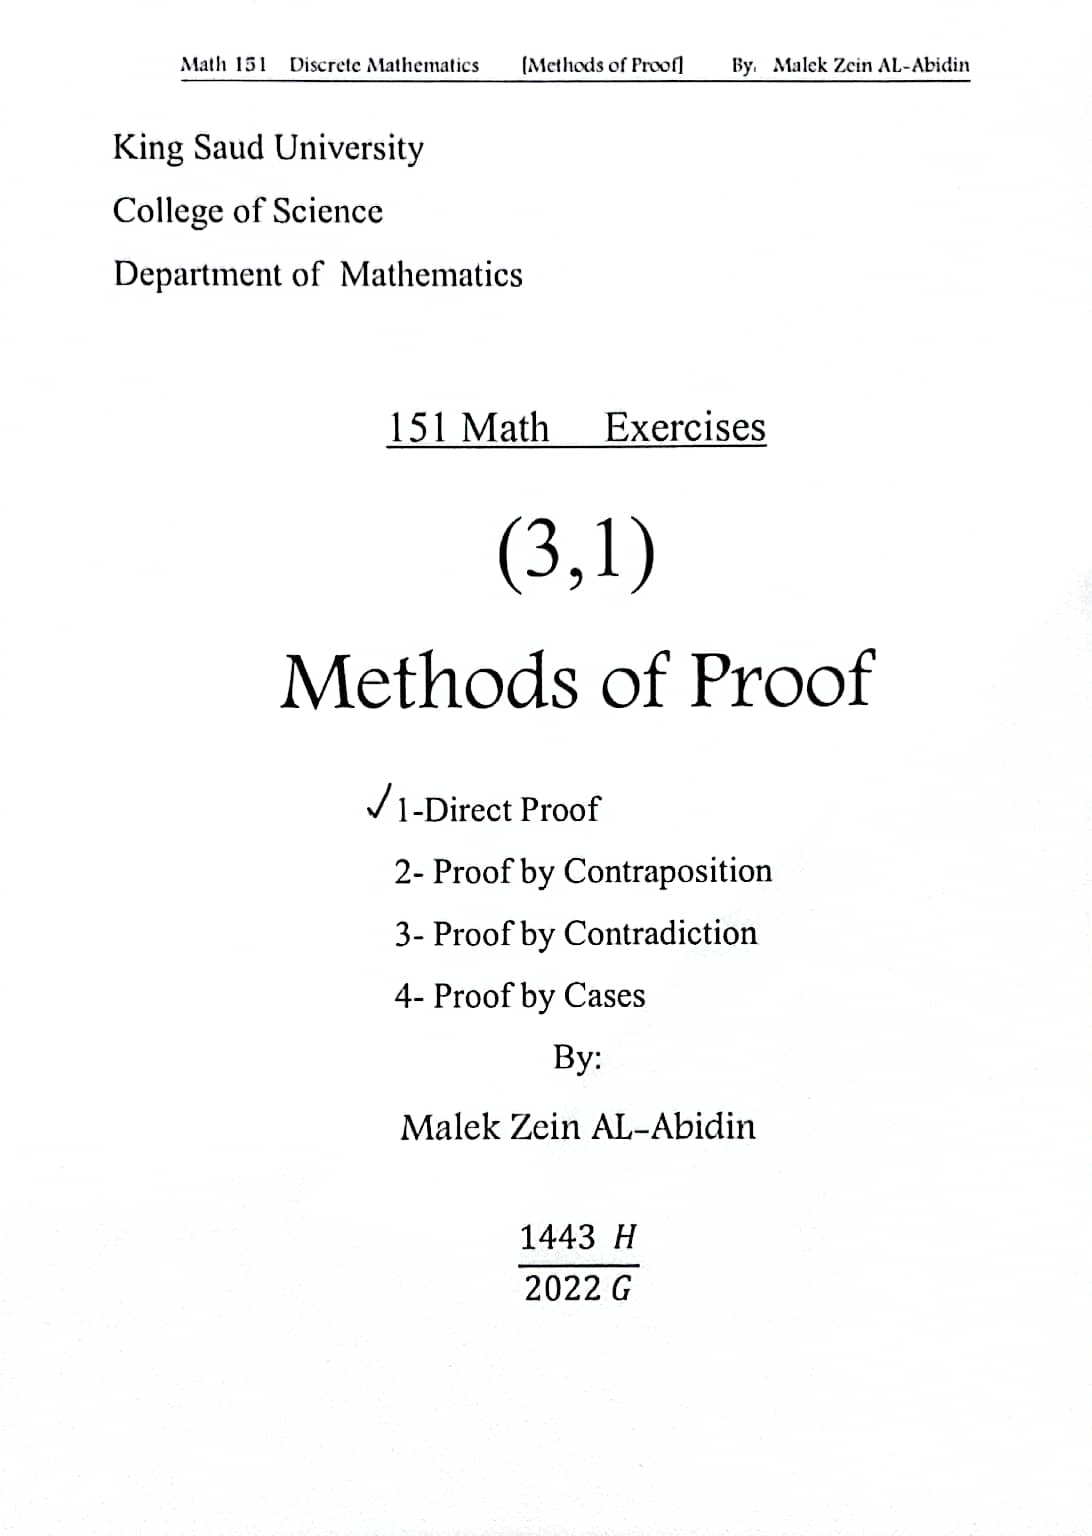 Math 151 Discrete Mathematics [Methods of Proof] By: Malek Zein AL-Abidin
King Saud University
College of Science
Department of Mathematics
151 Math Exercises
(3,1)
Methods of Proof
✓1-Direct Proof
2- Proof by Contraposition
3- Proof by Contradiction
4- Proof by Cases
By:
Malek Zein AL-Abidin
1443 H
2022 G